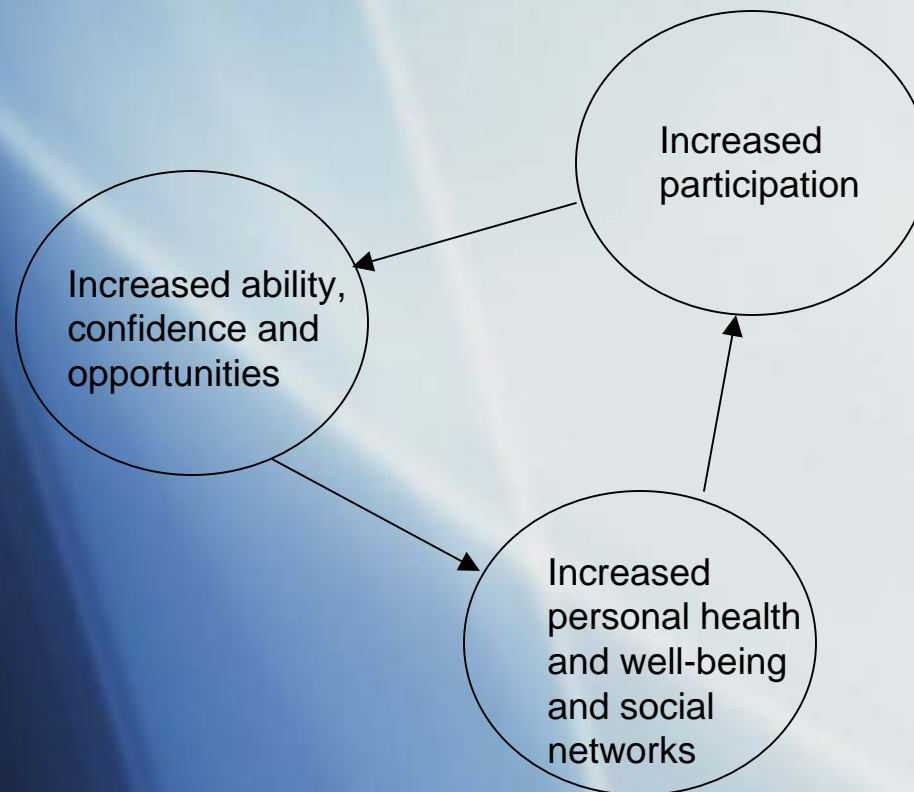 Increased
participation
Increased ability,
confidence and
opportunities
Increased
personal health
and well-being
and social
networks